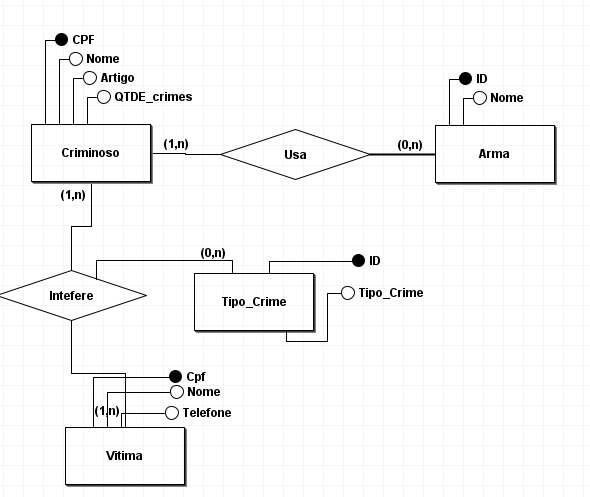 CPF
Nome
Artigo
QTDE_crimes
Criminoso
(1,n)
Usa
(0,n)
ID
Nome
Arma
(1,n)
Intefere
(0,n)
Tipo_Crime
ID
Tipo_Crime
Cpf
Nome
(1,n)
Telefone
Vitima